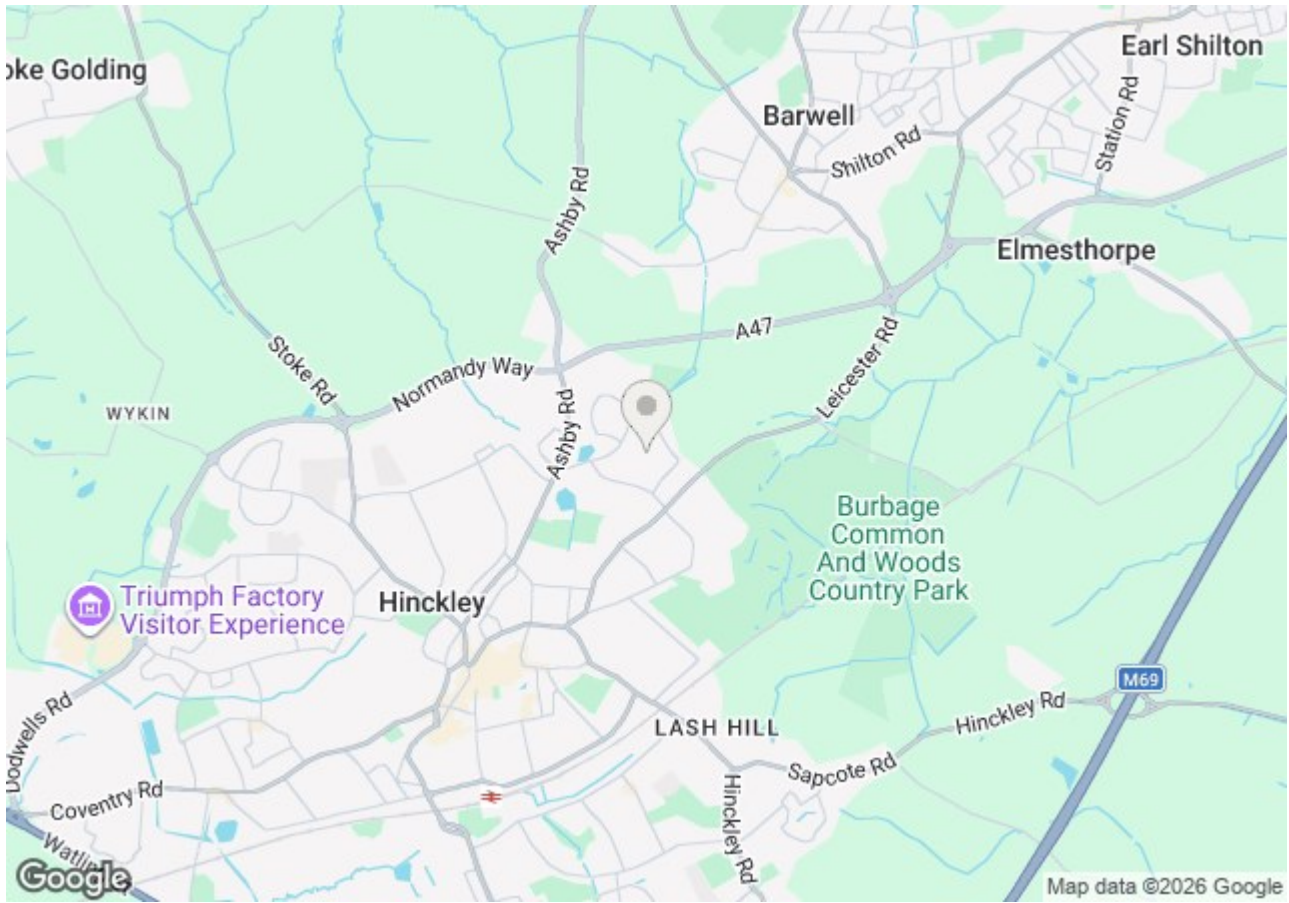 Earl Shilton
oke Golding
Station Rd
Barwell
Shilton Rd
Ashby Rd
Elmesthorpe
A47
Stoke Rd
Normandy Way
Leicester Rd
WYKIN
Ashby Rd
Burbage
Common
And Woods
Country Park
Triumph Factory
Visitor Experience
Hinckley
M69
Hinckley Rd
LASH HILL
Dodwells Rd
Sapcote Rd
Coventry Rd
Hinckley Rd
Google
Map data ©2026 Google